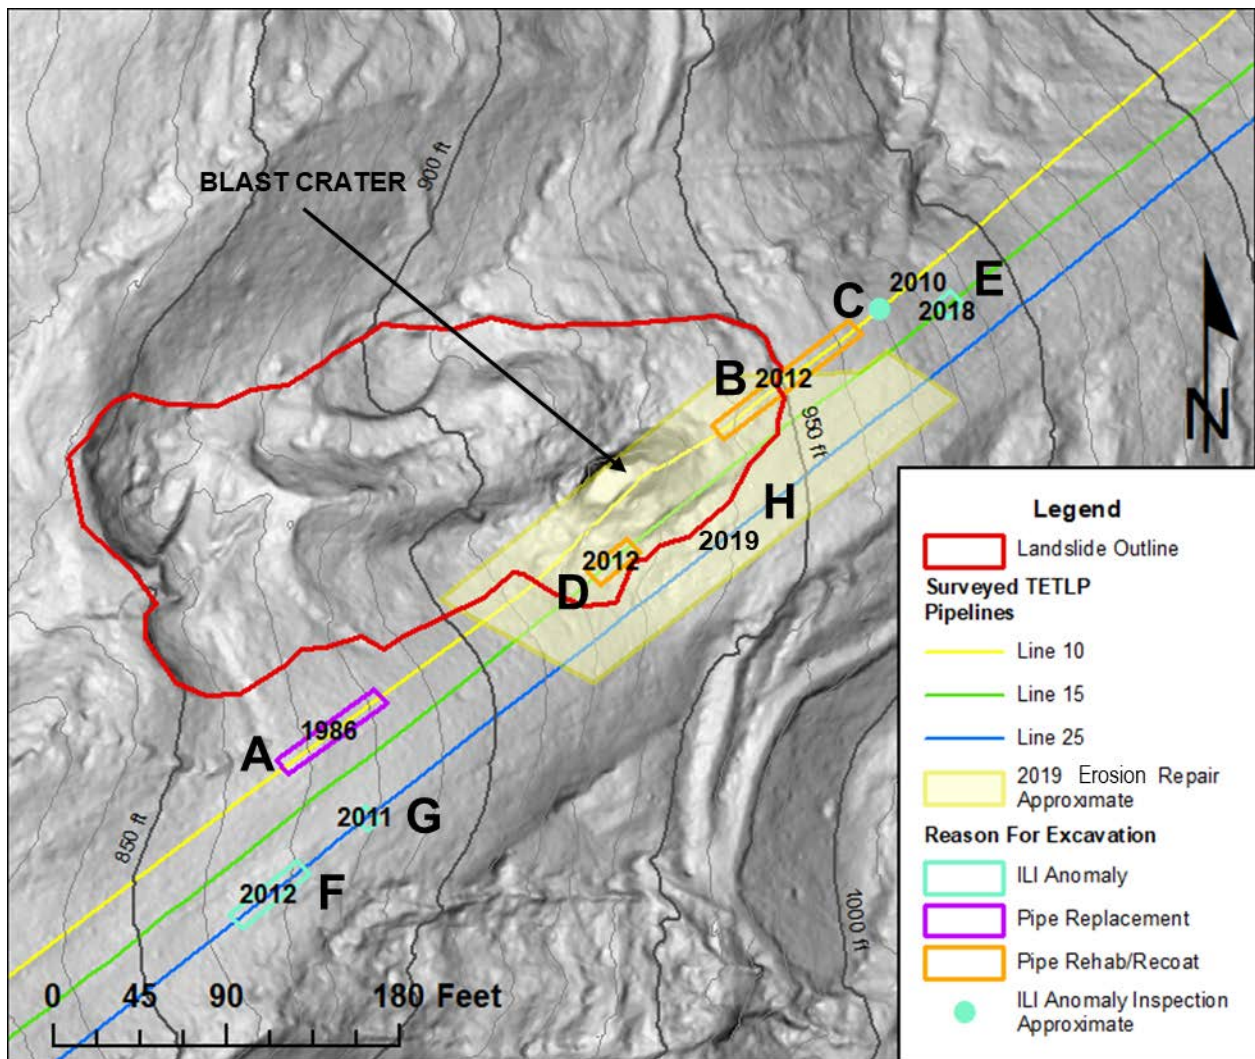 BLAST CRATER
900 ft
C
2010
E
2018
B
2012
950 ft
N
H
2019
2012
D
1986
A
2011
G
850 ft
2012
F
1000 ft
0 45 90 180 Feet
Legend
Landslide Outline
Surveyed TETLP
Pipelines
Line 10
Line 15
Line 25
2019 Erosion Repair
Approximate
Reason For Excavation
ILI Anomaly
Pipe Replacement
Pipe Rehab/Recoat
ILI Anomaly Inspection
Approximate